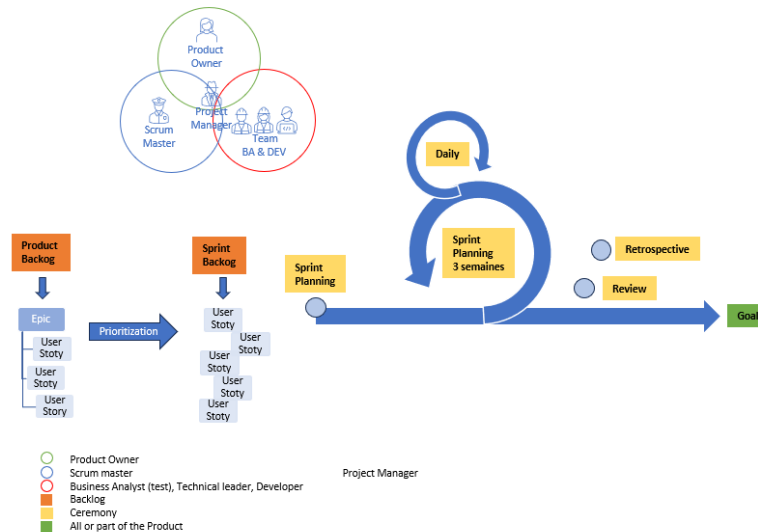 Product
Owner
Project
Manager
Scrum
Master
Team
BA & DEV
Daily
Product
Backog
Sprint
Backog
Sprint
Planning
Sprint
Planning
3 semaines
Retrospective
Review
Goal
Epic
Prioritization
User
Stoty
User
Stoty
User
Story
User
Stoty
User
Stoty
User
Stoty
User
Stoty
User
Stoty
Product Owner
Scrum master
Project Manager
Business Analyst (test), Technical leader, Developer
Backlog
Ceremony
All or part of the Product